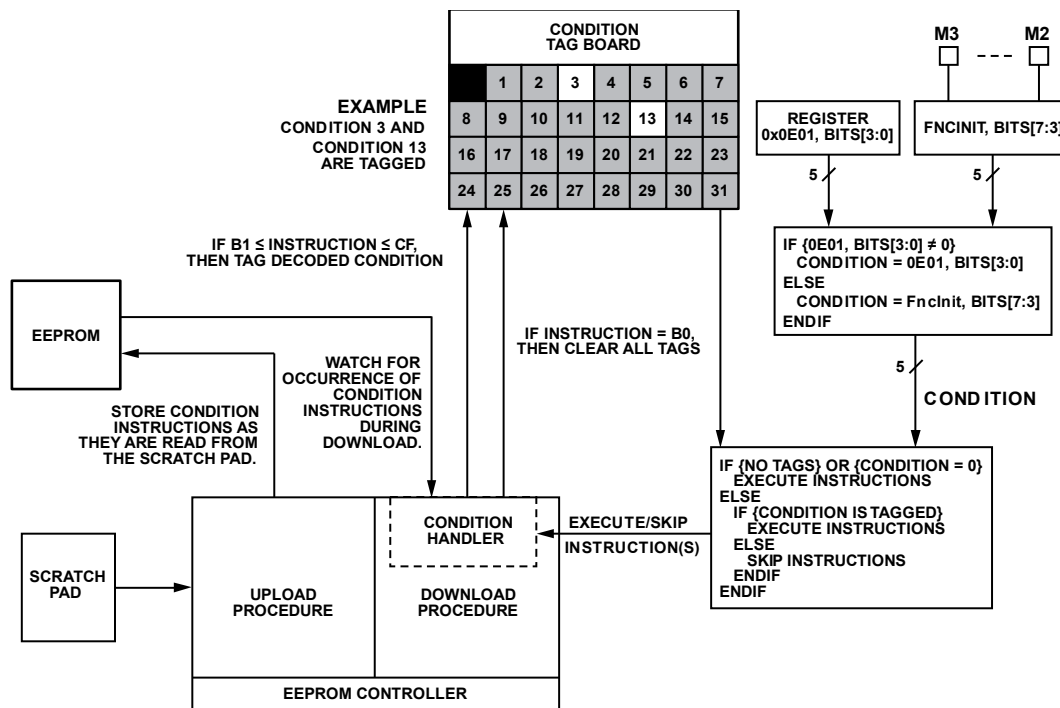 CONDITION
TAG BOARD
1 2 3 4 5 6 7
8 9 10 11 12 13 14 15
16 17 18 19 20 21 22 23
24 25 26 27 28 29 30 31
EXAMPLE
CONDITION 3 AND
CONDITION 13
ARE TAGGED
M3 M2
REGISTER
0x0E01, BITS[3:0]
FNCINIT, BITS[7:3]
5
5
IF {0E01, BITS[3:0] ≠ 0}
CONDITION = 0E01, BITS[3:0]
ELSE
CONDITION = FncInit, BITS[7:3]
ENDIF
5
CONDITION
IF B1 ≤ INSTRUCTION ≤ CF,
THEN TAG DECODED CONDITION
IF INSTRUCTION = B0,
THEN CLEAR ALL TAGS
EEPROM
WATCH FOR
OCCURRENCE OF
CONDITION
INSTRUCTIONS
DURING
DOWNLOAD.
STORE CONDITION
INSTRUCTIONS AS
THEY ARE READ FROM
THE SCRATCH PAD.
IF {NO TAGS} OR {CONDITION = 0}
EXECUTE INSTRUCTIONS
ELSE
IF {CONDITION IS TAGGED}
EXECUTE INSTRUCTIONS
ELSE
SKIP INSTRUCTIONS
ENDIF
ENDIF
EXECUTE/SKIP
INSTRUCTION(S)
CONDITION
HANDLER
SCRATCH
PAD
UPLOAD
PROCEDURE
DOWNLOAD
PROCEDURE
EEPROM CONTROLLER